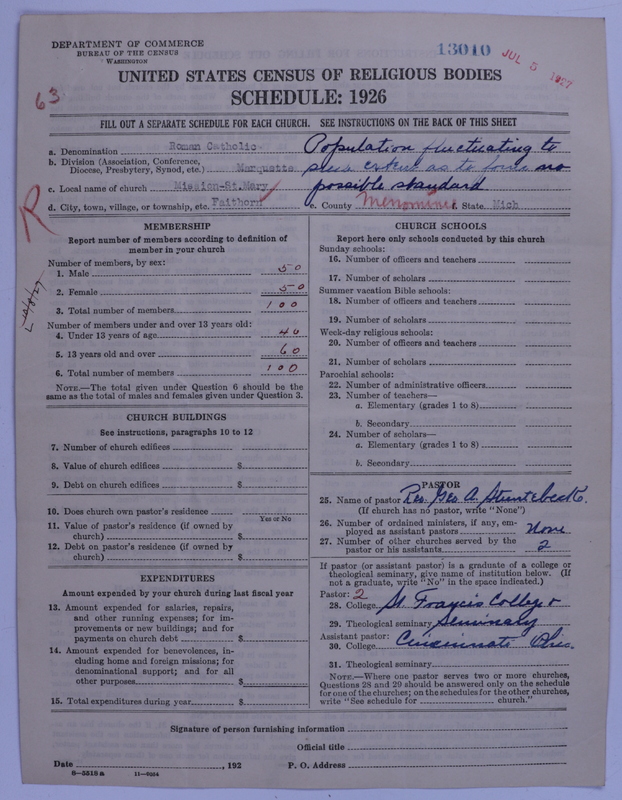 DEPARTMENT OF COMMERCE
BUREAU OF THE CENSUS
WASHINGTON
13010
JUL 5 1927
UNITED STATES CENSUS OF RELIGIOUS BODIES
63
SCHEDULE: 1926
FILL OUT A SEPARATE SCHEDULE FOR EACH CHURCH. SEE INSTRUCTIONS ON THE BACK OF THIS SHEET
a. Denomination Roman Catholic
b. Division (Association, Conference, Diocese, Presbytery, Synod, etc.) Marquette
c. Local name of church Mission-St.Mary
d. City, town, village, or township, etc. Faithorn e. County Menominee f. State Mich
Population fluctuating to
such extent as to form no
possible standard
R
MEMBERSHIP
Report number of members according to definition of
member in your church
Number of members, by sex:
1. Male 50
2. Female 50
3. Total number of members 100
Number of members under and over 13 years old:
4. Under 13 years of age 40
5. 13 years old and over 60
6. Total number of members 100
NOTE.—The total given under Question 6 should be the
same as the total of males and females given under Question 3.
CHURCH BUILDINGS
See instructions, paragraphs 10 to 12
7. Number of church edifices
8. Value of church edifices $
9. Debt on church edifices $
10. Does church own pastor's residence
Yes or No
11. Value of pastor's residence (if owned by
church) $
12. Debt on pastor's residence (if owned by
church) $
EXPENDITURES
Amount expended by your church during last fiscal year
13. Amount expended for salaries, repairs,
and other running expenses; for im-
provements or new buildings; and for
payments on church debt $
14. Amount expended for benevolences, in-
cluding home and foreign missions; for
denominational support; and for all
other purposes $
15. Total expenditures during year $
CHURCH SCHOOLS
Report here only schools conducted by this church
Sunday schools:
16. Number of officers and teachers
17. Number of scholars
Summer vacation Bible schools:
18. Number of officers and teachers
19. Number of scholars
Week-day religious schools:
20. Number of officers and teachers
21. Number of scholars
Parochial schools:
22. Number of administrative officers
23. Number of teachers—
a. Elementary (grades 1 to 8)
b. Secondary
24. Number of scholars—
a. Elementary (grades 1 to 8)
b. Secondary
PASTOR
25. Name of pastor Rev. Geo A.
(If church has no pastor, write "None")
26. Number of ordained ministers, if any, em-
ployed as assistant pastors None
27. Number of other churches served by the
pastor or his assistants 2
If pastor (or assistant pastor) is a graduate of a college or
theological seminary, give name of institution below. (If
not a graduate, write "No" in the space indicated.)
Pastor: 2
28. College St. Francis College &
29. Theological seminary Seminary
Assistant pastor:
30. College Cincinnati Ohio.
31. Theological seminary
NOTE.—Where one pastor serves two or more churches,
Questions 28 and 29 should be answered only on the schedule
for one of the churches; on the schedules for the other churches,
write "See schedule for church."
Signature of person furnishing information
Official title
Date , 192 P. O. Address
8-5518a 11-9064